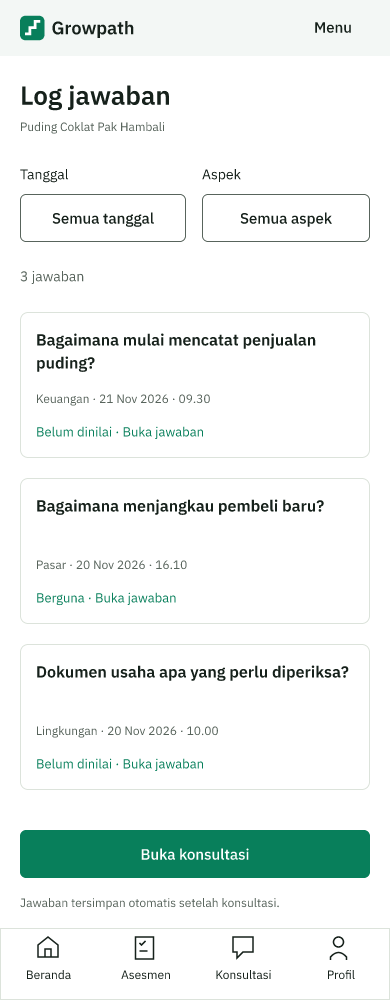 Growpath
Menu
Log jawaban
Puding Coklat Pak Hambali
Tanggal
Aspek
Semua tanggal
Semua aspek
3 jawaban
Bagaimana mulai mencatat penjualan
puding?
Keuangan · 21 Nov 2026 · 09.30
Belum dinilai · Buka jawaban
Bagaimana menjangkau pembeli baru?
Pasar · 20 Nov 2026 · 16.10
Berguna · Buka jawaban
Dokumen usaha apa yang perlu diperiksa?
Lingkungan · 20 Nov 2026 · 10.00
Belum dinilai · Buka jawaban
Buka konsultasi
Jawaban tersimpan otomatis setelah konsultasi.
Beranda
Asesmen
Konsultasi
Profil